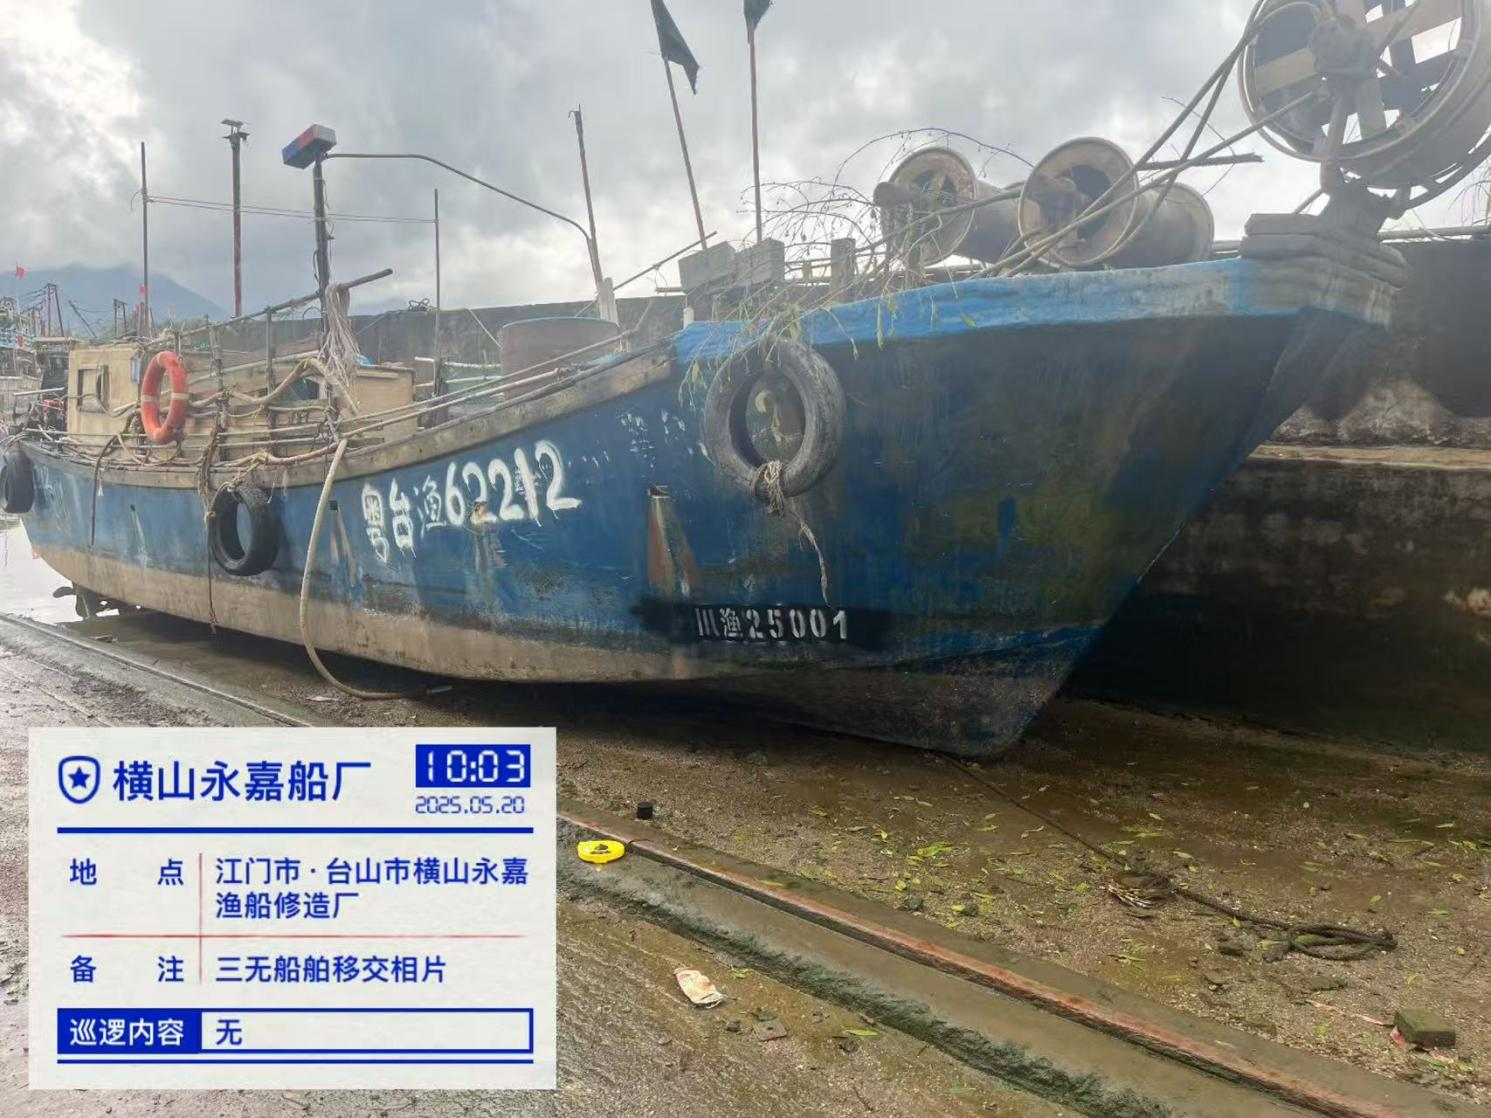 粤台渔62212
川渔25001
横山永嘉船厂
10:03
2025.05.20
地 点
江门市·台山市横山永嘉
渔船修造厂
备 注
三无船舶移交相片
巡逻内容
无